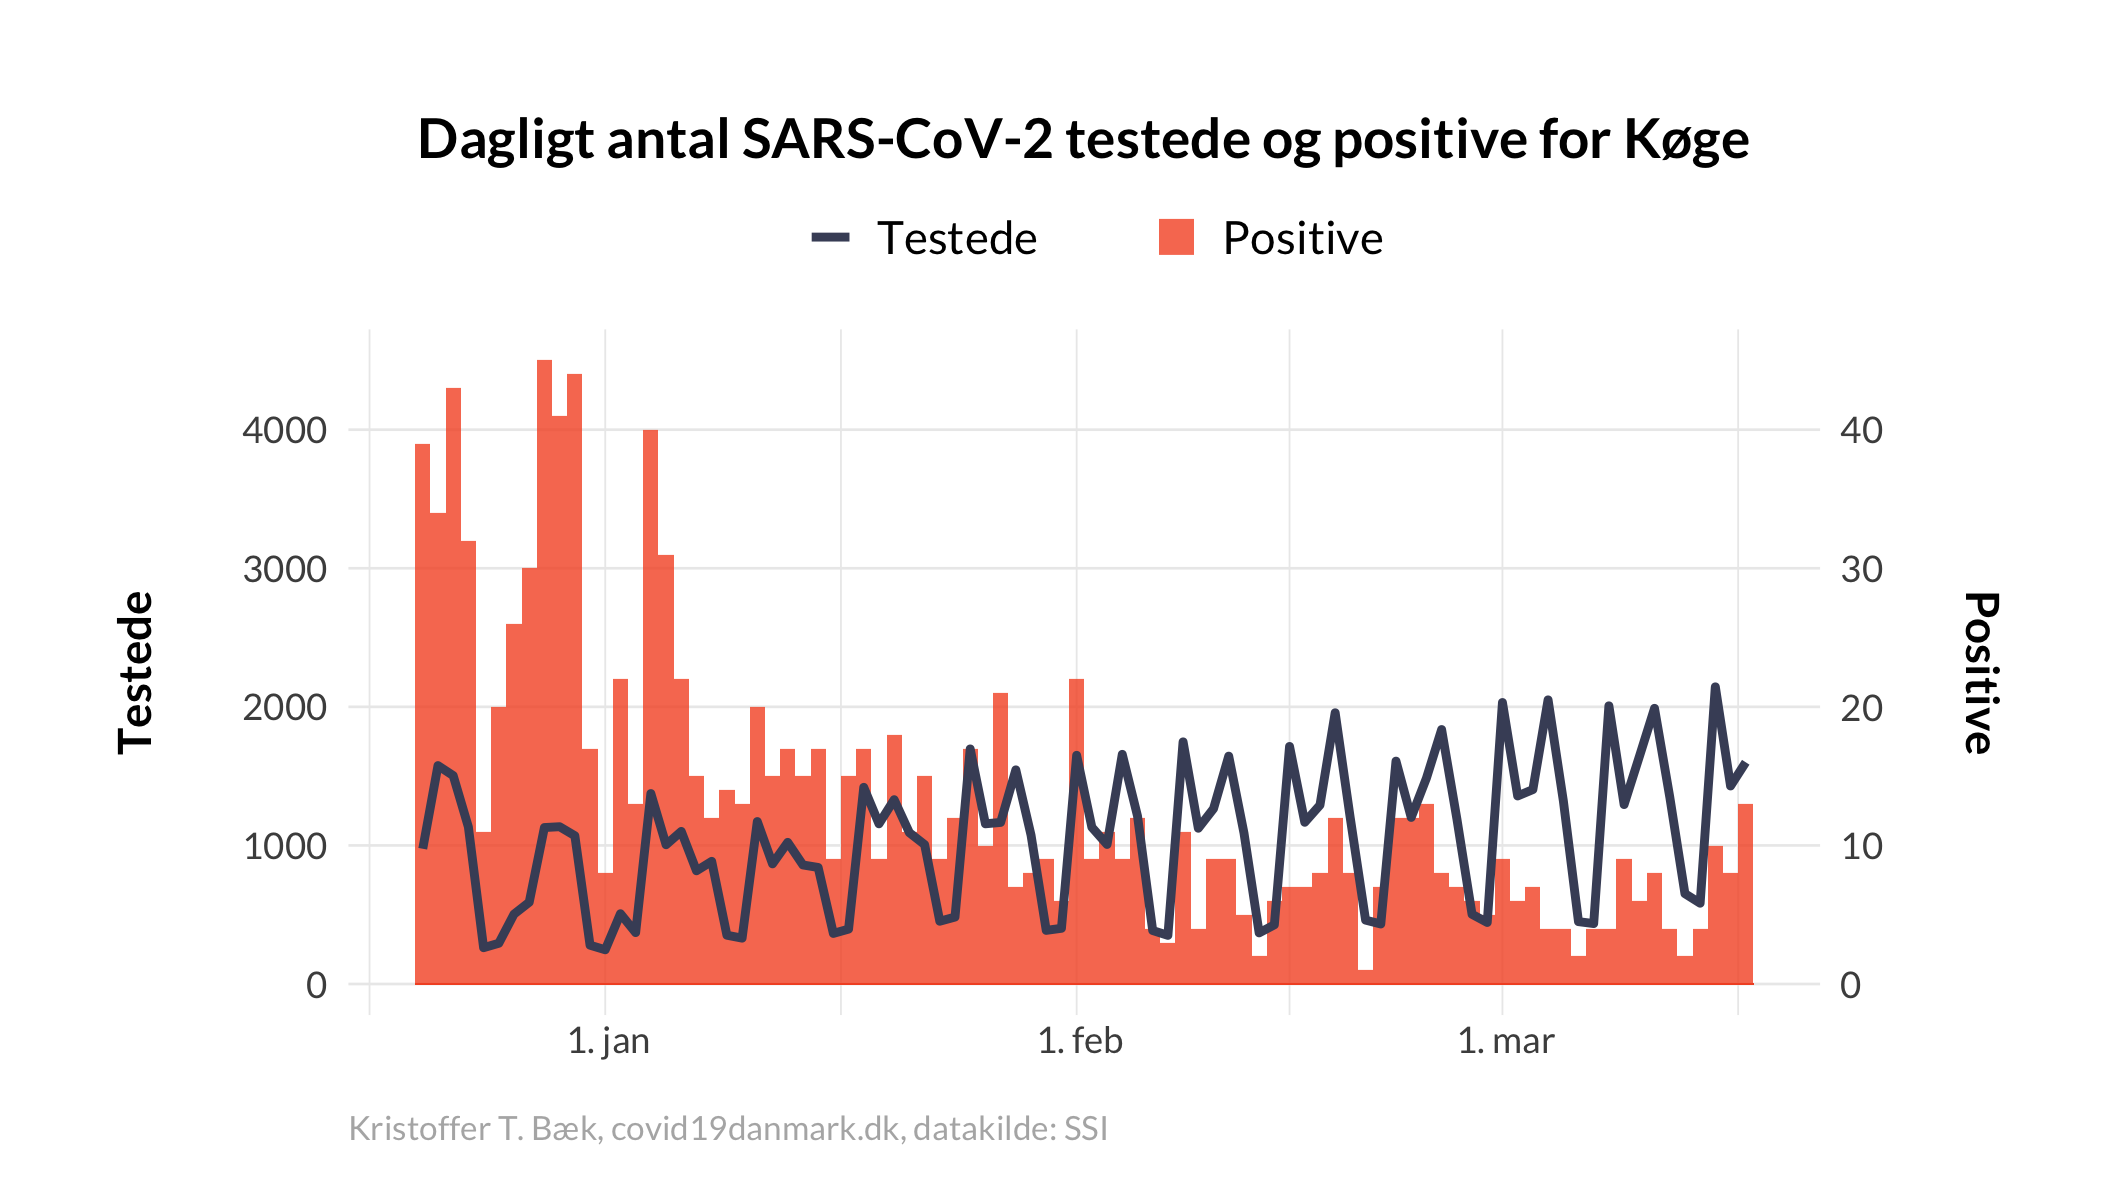 Dagligt antal SARS-CoV-2 testede og positive for Køge
Testede Positive
4000 40
3000 30
2000 20
1000 10
0 0
Testede
Positive
1. jan 1. feb 1. mar
Kristoffer T. Bæk, covid19danmark.dk, datakilde: SSI